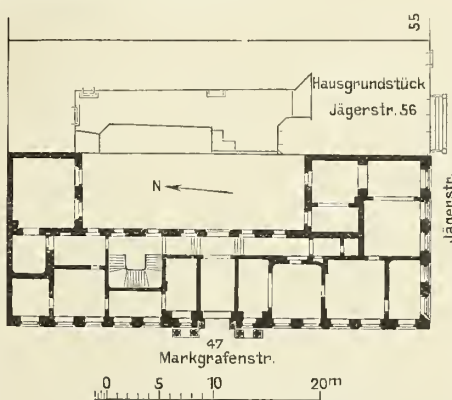 55
Hausgrundstück
Jägerstr. 56
N
Jägerstr.
47
Markgrafenstr.
0 5 10 20m